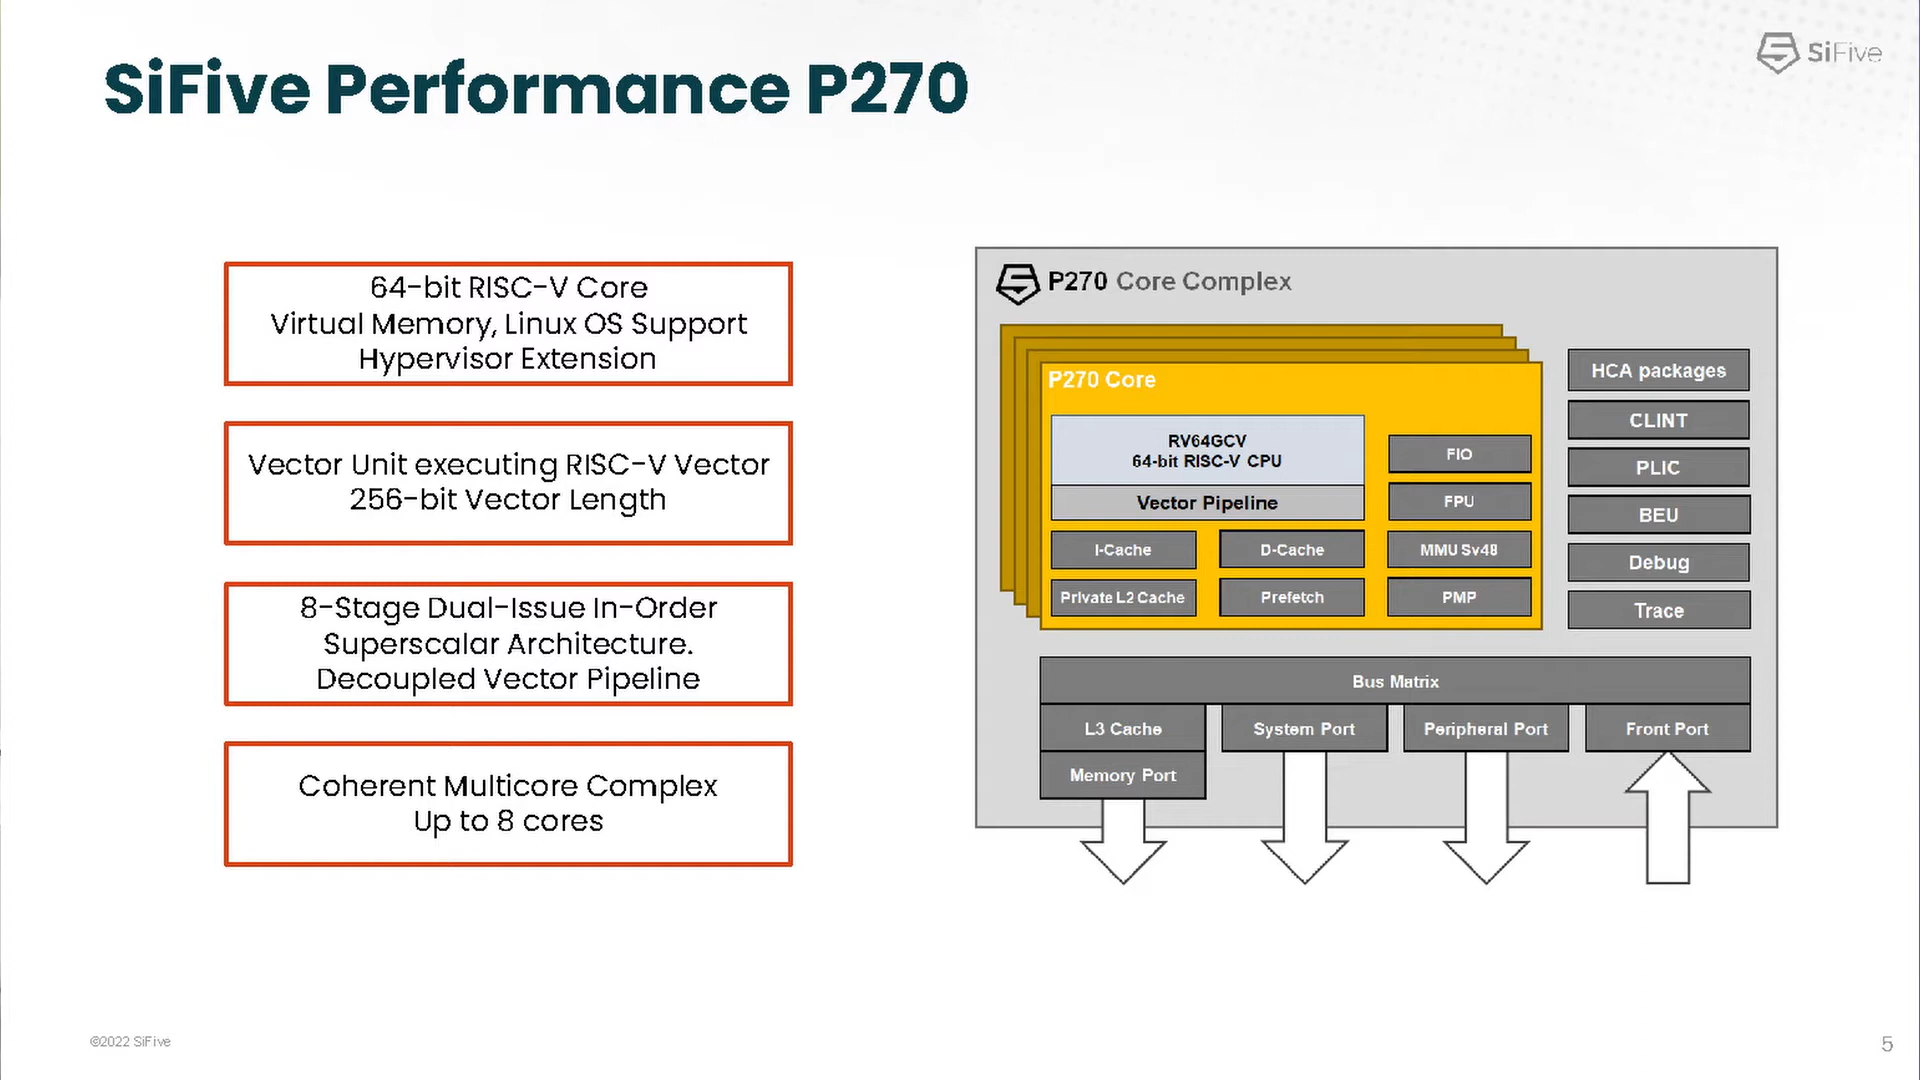 SiFive Performance P270
SiFive
64-bit RISC-V Core
Virtual Memory, Linux OS Support
Hypervisor Extension
Vector Unit executing RISC-V Vector
256-bit Vector Length
8-Stage Dual-Issue In-Order
Superscalar Architecture.
Decoupled Vector Pipeline
Coherent Multicore Complex
Up to 8 cores
P270 Core Complex
P270 Core
RV64GCV
64-bit RISC-V CPU
Vector Pipeline
FIO
FPU
I-Cache
D-Cache
MMU Sv48
Private L2 Cache
Prefetch
PMP
HCA packages
CLINT
PLIC
BEU
Debug
Trace
Bus Matrix
L3 Cache
System Port
Peripheral Port
Front Port
Memory Port
©2022 SiFive
5